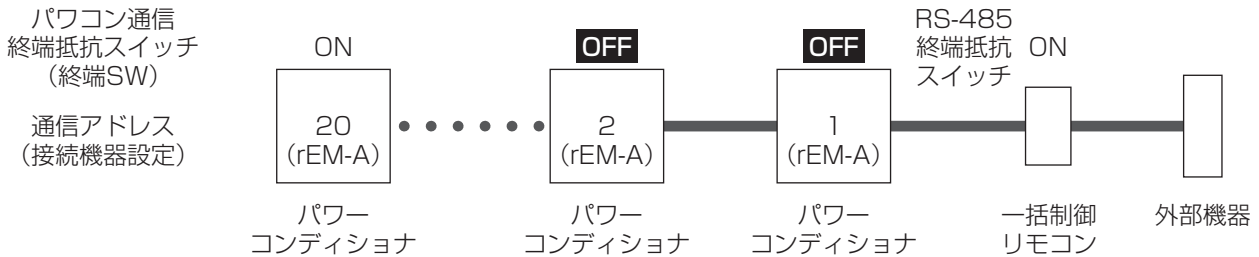 パワコン通信
終端抵抗スイッチ
（終端SW）
ON
OFF
OFF
RS-485
終端抵抗
スイッチ
ON
通信アドレス
（接続機器設定）
20
（rEM-A）
2
（rEM-A）
1
（rEM-A）
パワー
コンディショナ
パワー
コンディショナ
パワー
コンディショナ
一括制御
リモコン
外部機器